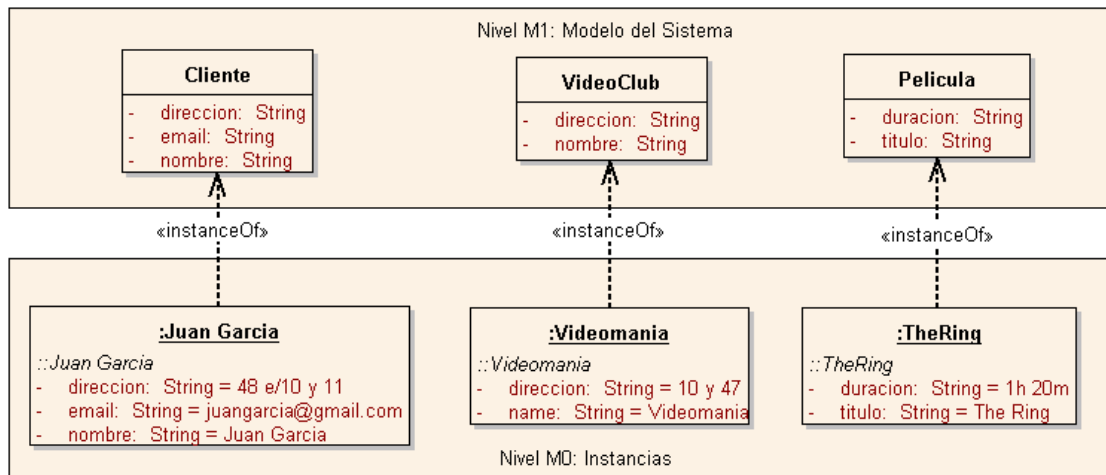 Nivel M1: Modelo del Sistema
Cliente
- direccion: String
- email: String
- nombre: String
VideoClub
- direccion: String
- nombre: String
Pelicula
- duracion: String
- titulo: String
«instanceOf»
«instanceOf»
«instanceOf»
:Juan Garcia
::Juan Garcia
- direccion: String = 48 e/10 y 11
- email: String = juangarcia@gmail.com
- nombre: String = Juan Garcia
:Videomania
::Videomania
- direccion: String = 10 y 47
- name: String = Videomania
:TheRing
::TheRing
- duracion: String = 1h 20m
- titulo: String = The Ring
Nivel M0: Instancias